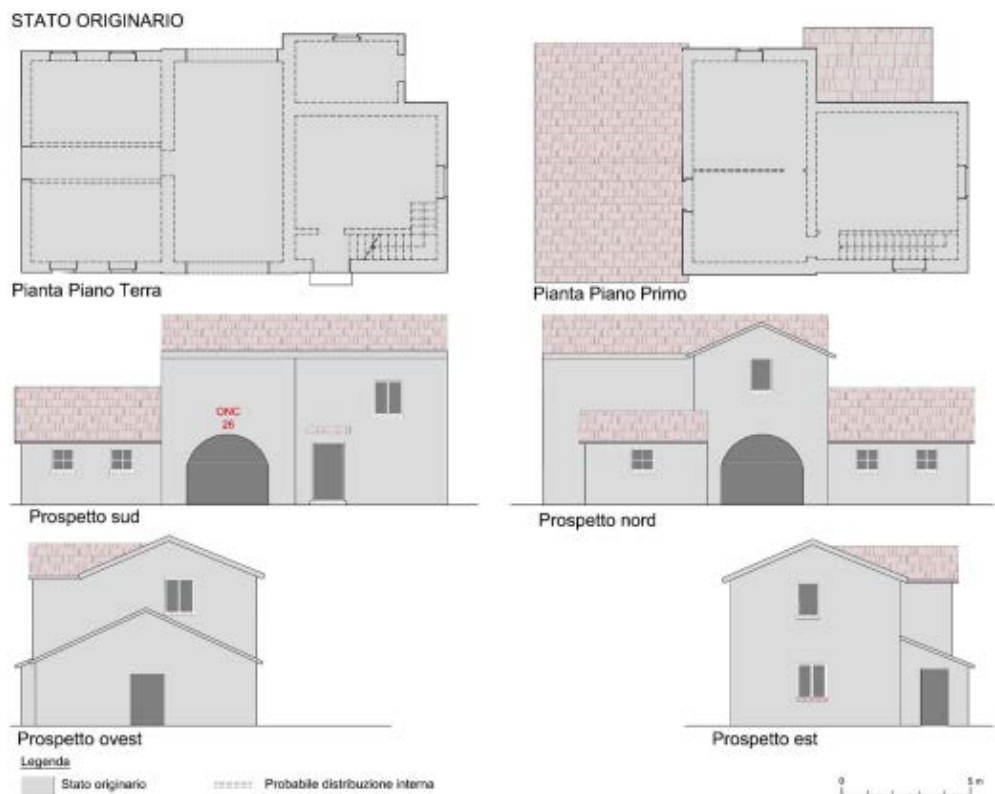 STATO ORIGINARIO
Pianta Piano Terra
Pianta Piano Primo
ONC
26
Prospetto sud
Prospetto nord
Prospetto ovest
Prospetto est
Legenda
Stato originario
Probabile distribuzione interna
0 5 m